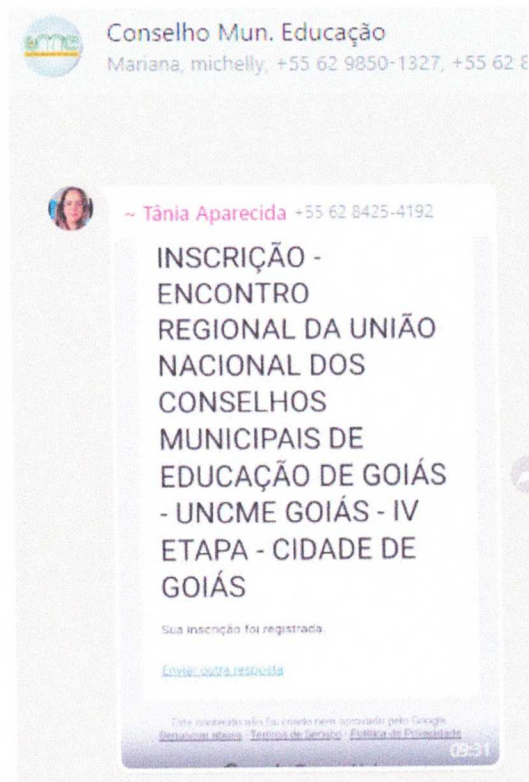 Conselho Mun. Educação
Mariana, michelly, +55 62 9850-1327, +55 62 8
~ Tânia Aparecida +55 62 8425-4192
INSCRIÇÃO -
ENCONTRO
REGIONAL DA UNIÃO
NACIONAL DOS
CONSELHOS
MUNICIPAIS DE
EDUCAÇÃO DE GOIÁS
- UNCME GOIÁS - IV
ETAPA - CIDADE DE
GOIÁS
Sua inscrição foi registrada.
Enviar outra resposta
Este conteúdo não foi criado nem aprovado pelo Google.
Denunciar abuso - Termos de Serviço - Política de Privacidade
09:31